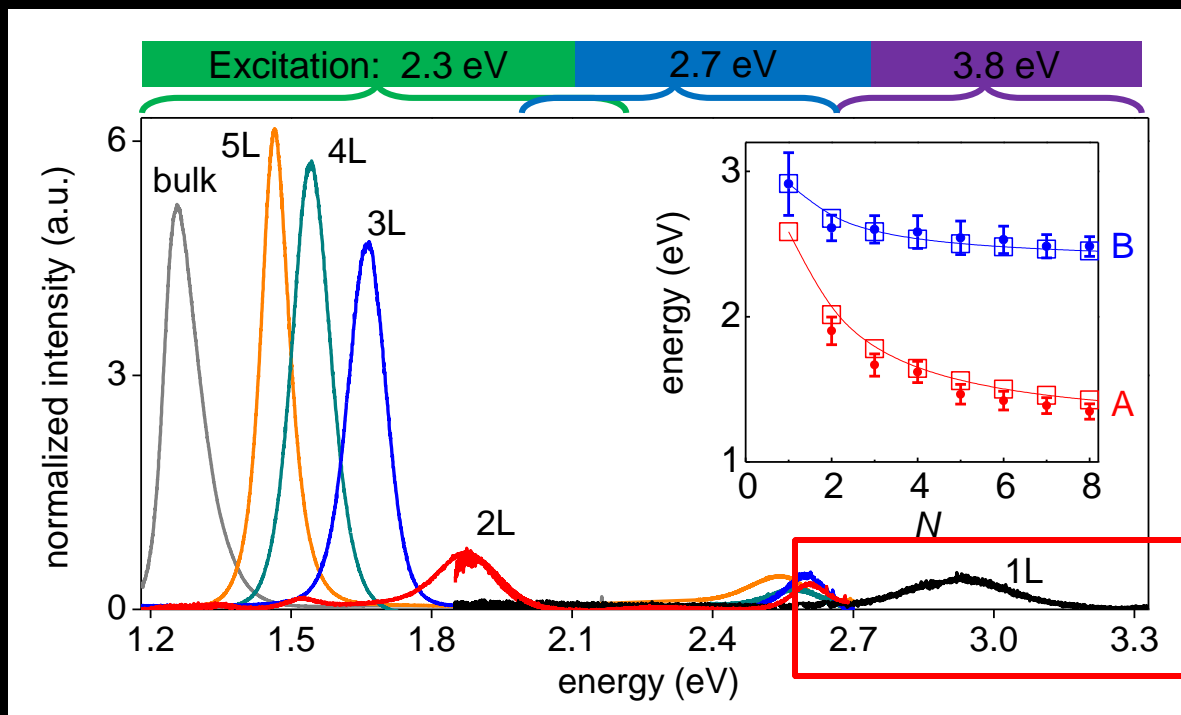 Excitation: 2.3 eV 2.7 eV 3.8 eV
normalized intensity (a.u.)
6
3
0
bulk
5L
4L
3L
2L
1L
1.2 1.5 1.8 2.1 2.4 2.7 3.0 3.3
energy (eV)
energy (eV)
3
2
1
B
A
0 2 4 6 8
N